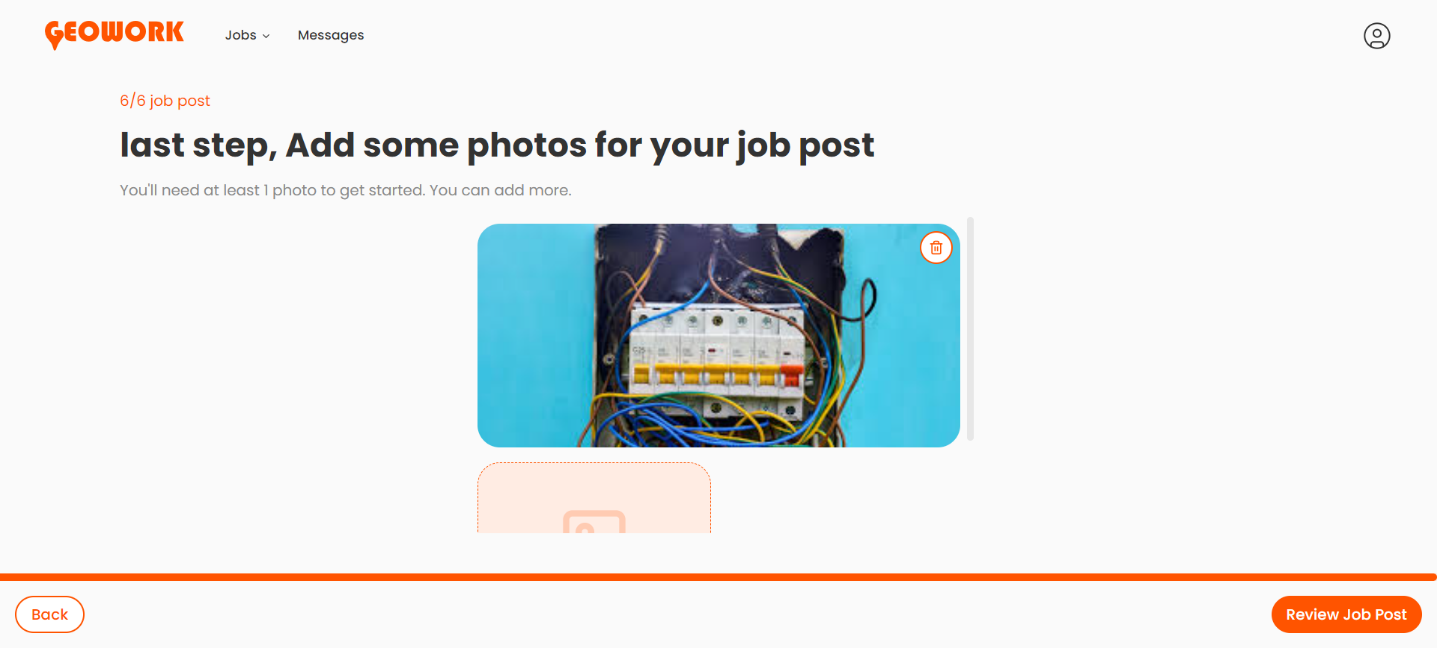 GEOWORK
Jobs
Messages
6/6 job post
last step, Add some photos for your job post
You'll need at least 1 photo to get started. You can add more.
Back
Review Job Post